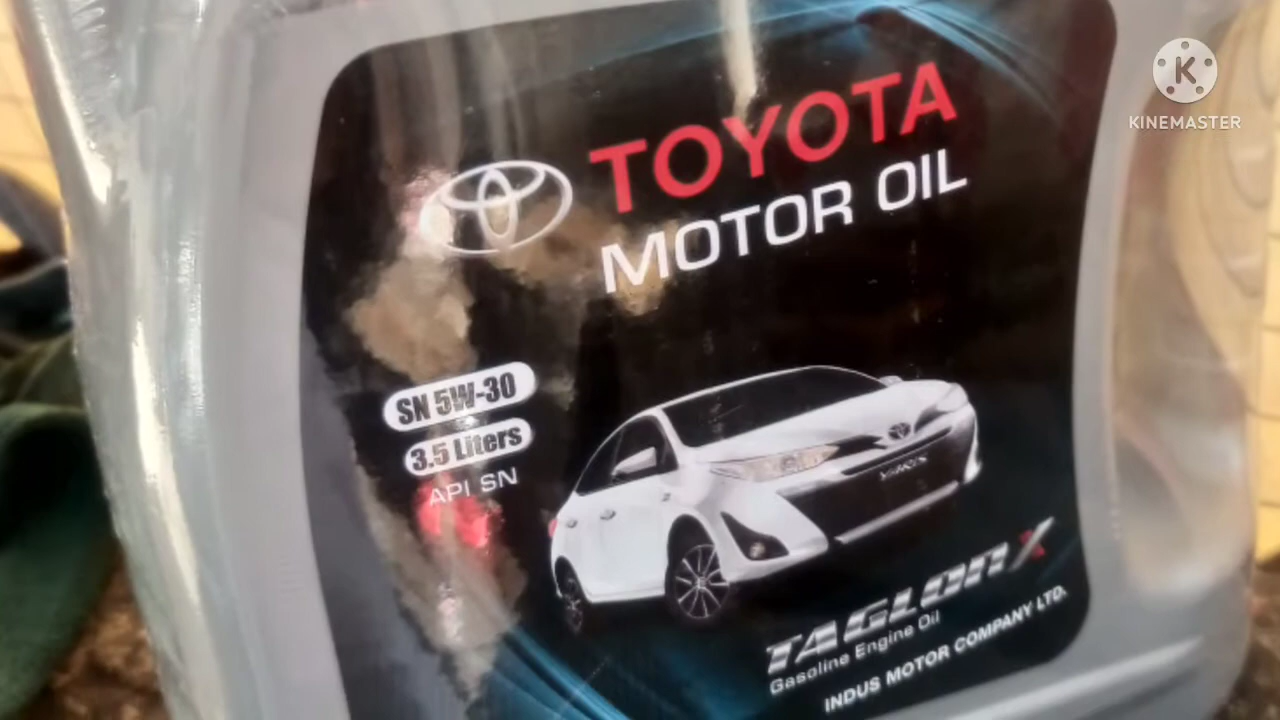 TOYOTA
MOTOR OIL
SN 5W-30
3.5 Liters
API SN
YARIS
TAGLON X
Gasoline Engine Oil
INDUS MOTOR COMPANY LTD.
K
KINEMASTER